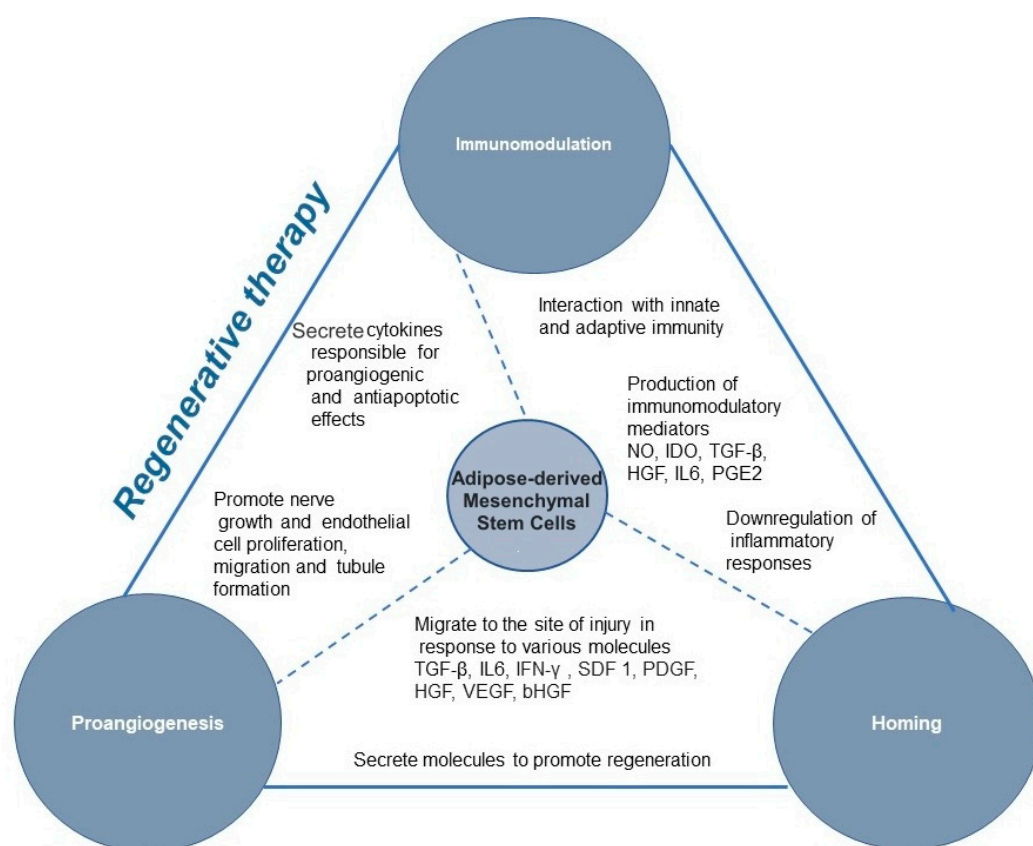 Immunomodulation
Regenerative therapy
Interaction with innate
and adaptive immunity
Secrete cytokines
responsible for
proangiogenic
and antiapoptotic
effects
Production of
immunomodulatory
mediators
NO, IDO, TGF-β,
HGF, IL6, PGE2
Adipose-derived
Mesenchymal
Stem Cells
Promote nerve
growth and endothelial
cell proliferation,
migration and tubule
formation
Downregulation of
inflammatory
responses
Migrate to the site of injury in
response to various molecules
TGF-β, IL6, IFN-γ , SDF 1, PDGF,
HGF, VEGF, bHGF
Proangiogenesis
Homing
Secrete molecules to promote regeneration